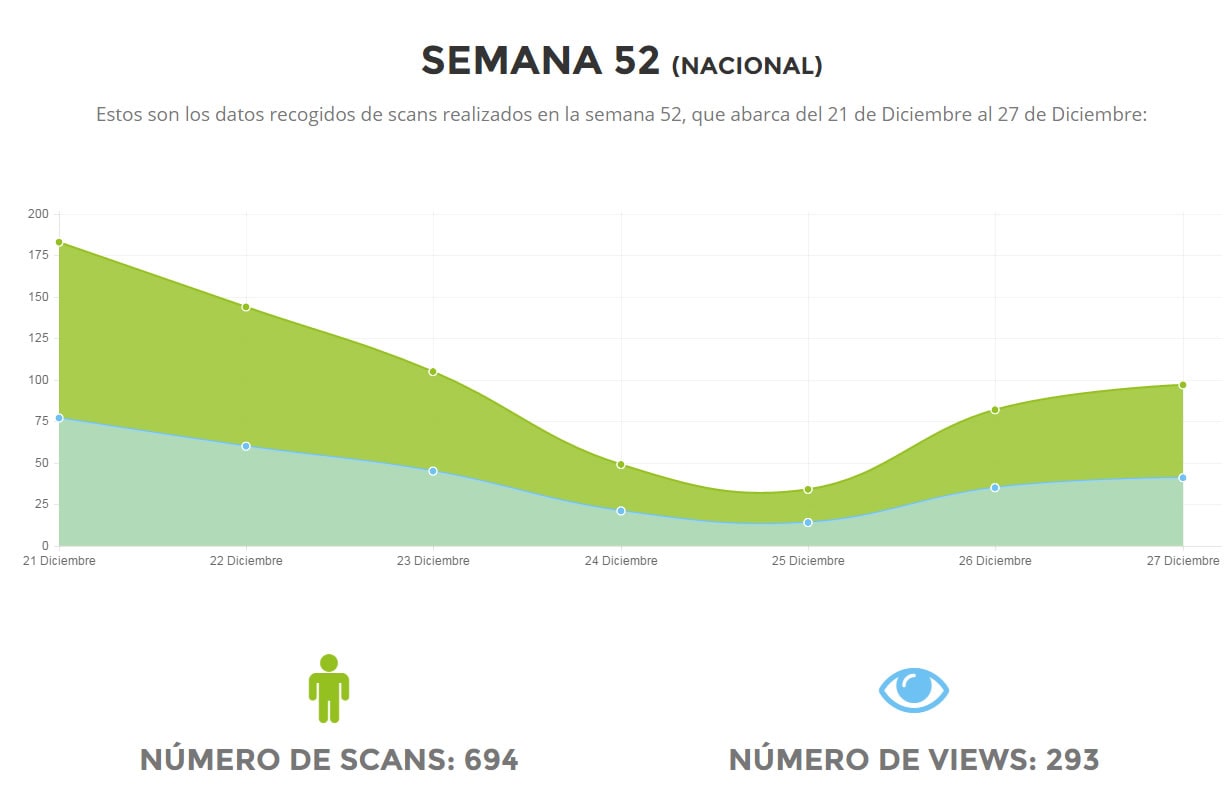 SEMANA 52 (NACIONAL)
Estos son los datos recogidos de scans realizados en la semana 52, que abarca del 21 de Diciembre al 27 de Diciembre:
200
175
150
125
100
75
50
25
0
21 Diciembre 22 Diciembre 23 Diciembre 24 Diciembre 25 Diciembre 26 Diciembre 27 Diciembre
NÚMERO DE SCANS: 694 NÚMERO DE VIEWS: 293